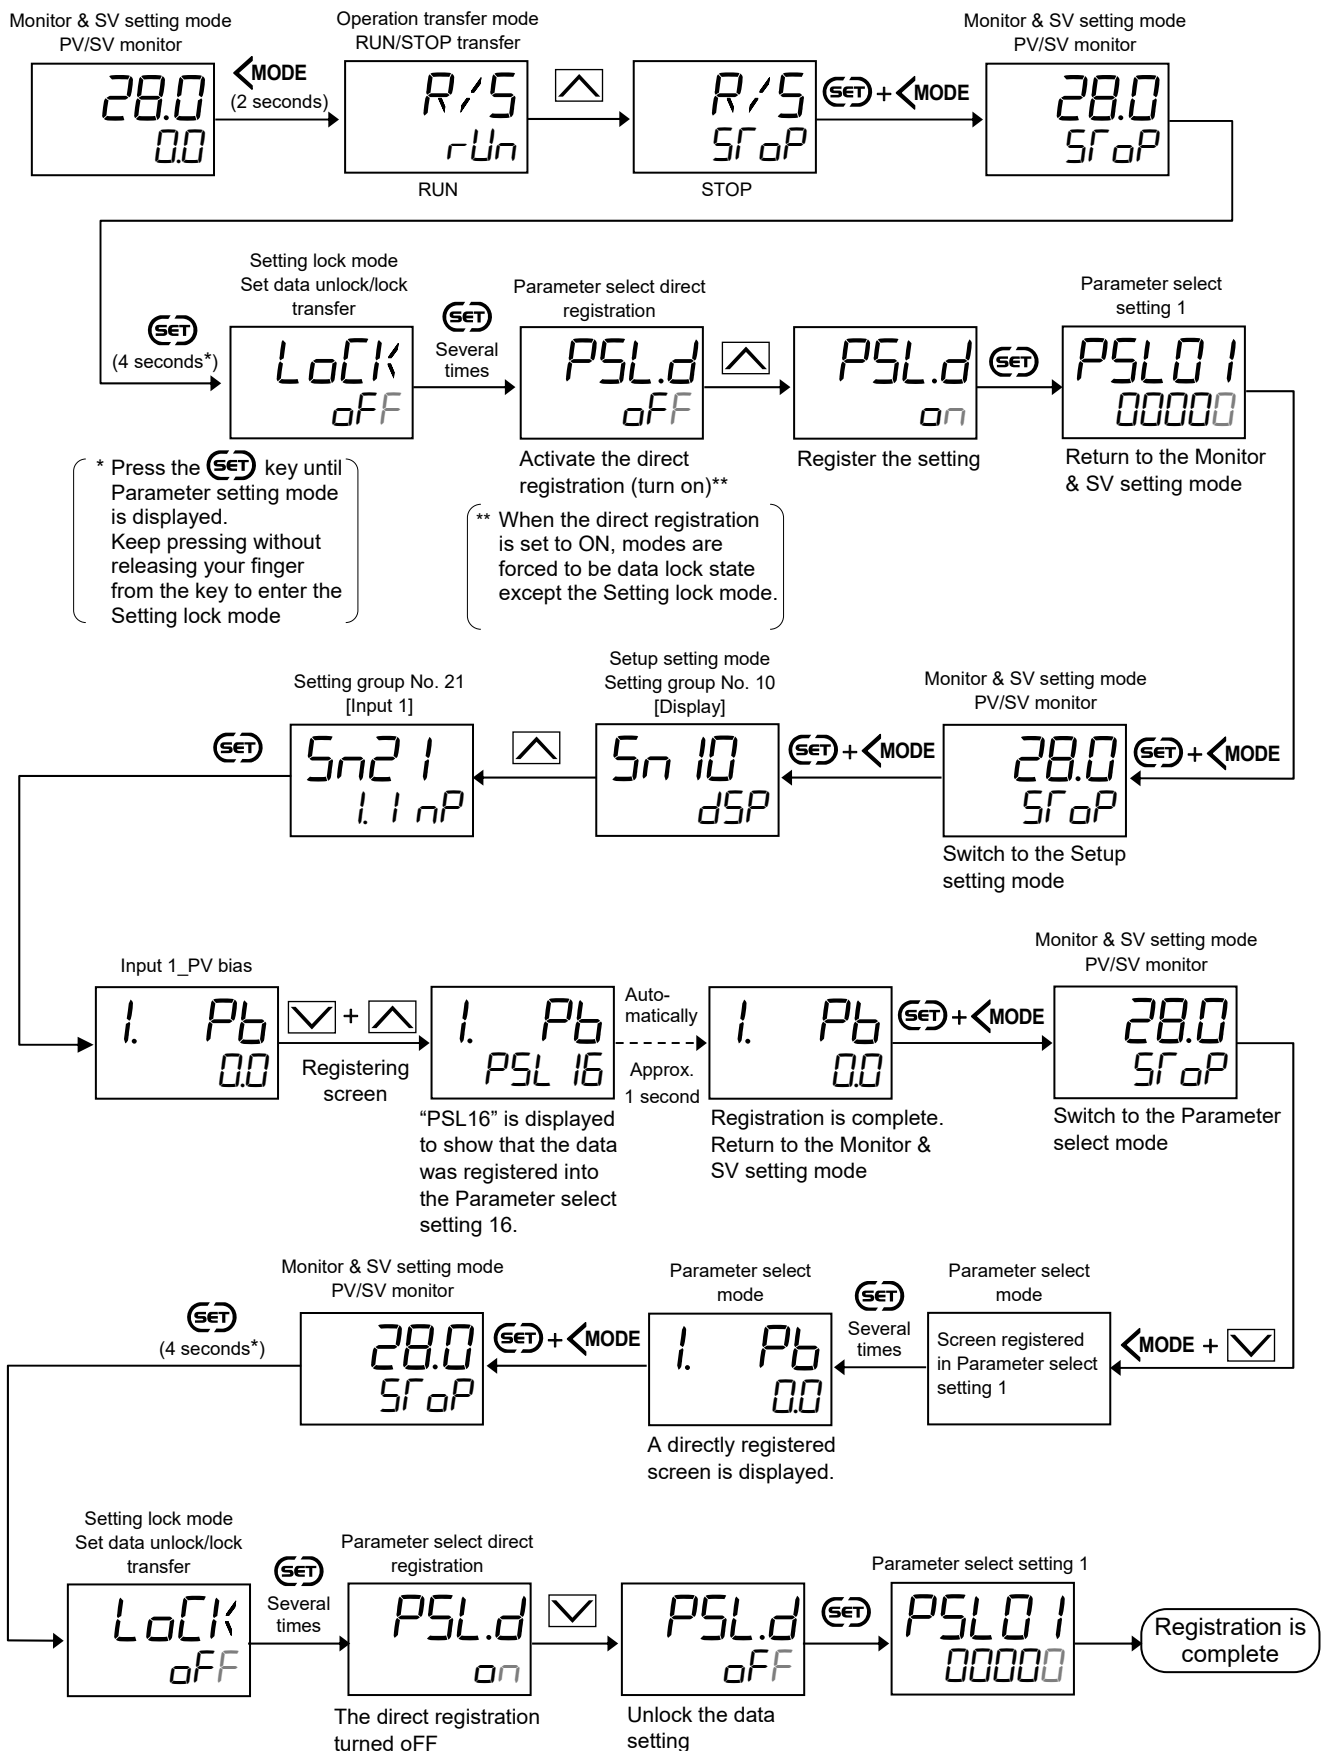 Monitor & SV setting mode
PV/SV monitor
28.0
0.0
<MODE
(2 seconds)
Operation transfer mode
RUN/STOP transfer
R/S
rUn
RUN
R/S
SToP
STOP
SET + <MODE
Monitor & SV setting mode
PV/SV monitor
28.0
SToP
SET
(4 seconds*)
Setting lock mode
Set data unlock/lock
transfer
LoCK
oFF
SET
Several
times
Parameter select direct
registration
PSL.d
oFF
Activate the direct
registration (turn on)**
PSL.d
on
Register the setting
SET
Parameter select
setting 1
PSL01
00000
Return to the Monitor
& SV setting mode
* Press the SET key until
Parameter setting mode
is displayed.
Keep pressing without
releasing your finger
from the key to enter the
Setting lock mode
** When the direct registration
is set to ON, modes are
forced to be data lock state
except the Setting lock mode.
SET + <MODE
Monitor & SV setting mode
PV/SV monitor
28.0
SToP
Switch to the Setup
setting mode
SET + <MODE
Setup setting mode
Setting group No. 10
[Display]
Sn 10
dSP
Setting group No. 21
[Input 1]
Sn21
1. 1 nP
SET
Input 1_PV bias
1. Pb
0.0
+
Registering
screen
1. Pb
PSL 16
"PSL16" is displayed
to show that the data
was registered into
the Parameter select
setting 16.
Auto-
matically
Approx.
1 second
1. Pb
0.0
Registration is complete.
Return to the Monitor &
SV setting mode
SET + <MODE
Monitor & SV setting mode
PV/SV monitor
28.0
SToP
Switch to the Parameter
select mode
<MODE +
Parameter select
mode
Screen registered
in Parameter select
setting 1
SET
Several
times
Parameter select
mode
1. Pb
0.0
A directly registered
screen is displayed.
SET + <MODE
Monitor & SV setting mode
PV/SV monitor
28.0
SToP
SET
(4 seconds*)
Setting lock mode
Set data unlock/lock
transfer
LoCK
oFF
SET
Several
times
Parameter select direct
registration
PSL.d
on
The direct registration
turned oFF
PSL.d
oFF
Unlock the data
setting
SET
Parameter select setting 1
PSL01
00000
Registration is
complete